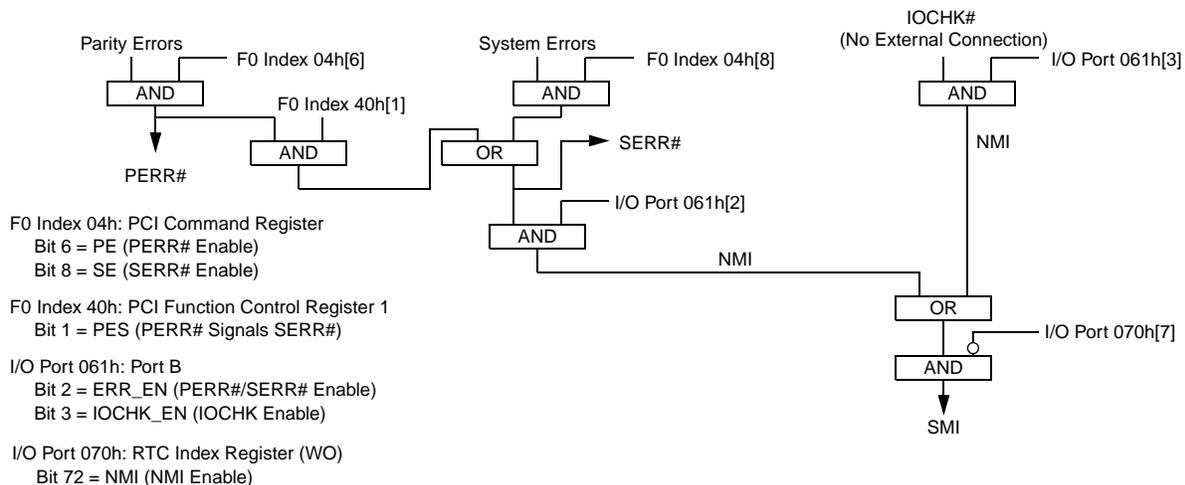 IOCHK#
(No External Connection)
Parity Errors
System Errors
F0 Index 04h[6]
F0 Index 04h[8]
I/O Port 061h[3]
AND
AND
AND
F0 Index 40h[1]
NMI
SERR#
AND
OR
PERR#
I/O Port 061h[2]
F0 Index 04h: PCI Command Register
Bit 6 = PE (PERR# Enable)
Bit 8 = SE (SERR# Enable)
AND
NMI
F0 Index 40h: PCI Function Control Register 1
Bit 1 = PES (PERR# Signals SERR#)
OR
I/O Port 070h[7]
I/O Port 061h: Port B
Bit 2 = ERR_EN (PERR#/SERR# Enable)
Bit 3 = IOCHK_EN (IOCHK Enable)
AND
SMI
I/O Port 070h: RTC Index Register (WO)
Bit 72 = NMI (NMI Enable)